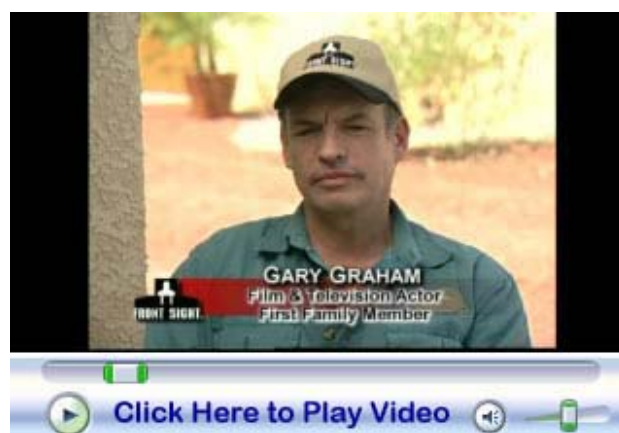 FRONT SIGHT
GARY GRAHAM
Film & Television Actor
First Family Member
FRONT SIGHT
Click Here to Play Video